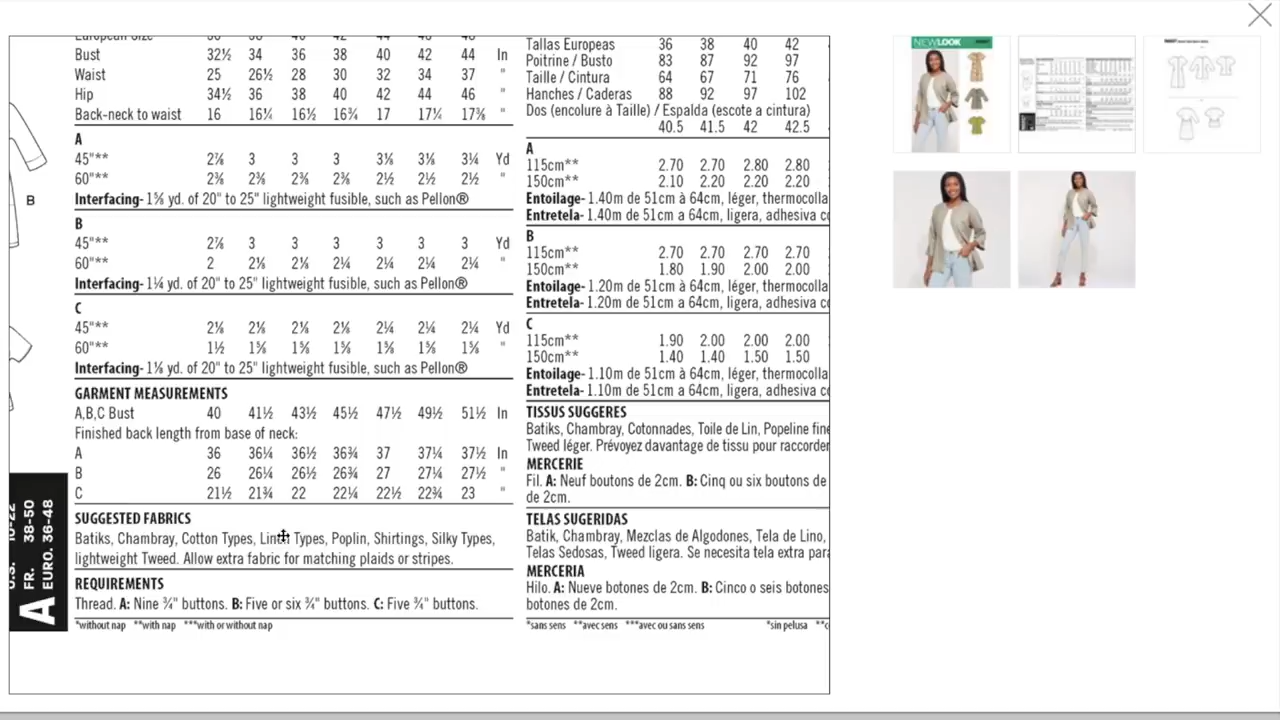 Bust 32½ 34 36 38 40 42 44 In
Waist 25 26½ 28 30 32 34 37 "
Hip 34½ 36 38 40 42 44 46 "
Back-neck to waist 16 16¼ 16½ 16¾ 17 17¼ 17⅜ "
A
45"** 2⅞ 3 3 3 3⅛ 3⅛ 3¼ Yd
60"** 2⅜ 2⅜ 2⅜ 2⅜ 2½ 2½ 2½ "
Interfacing- 1⅝ yd. of 20" to 25" lightweight fusible, such as Pellon®
B
45"** 2⅞ 3 3 3 3 3 3 Yd
60"** 2 2⅛ 2⅛ 2¼ 2¼ 2¼ 2¼ "
Interfacing- 1¼ yd. of 20" to 25" lightweight fusible, such as Pellon®
C
45"** 2⅛ 2⅛ 2⅛ 2⅛ 2¼ 2¼ 2¼ Yd
60"** 1½ 1⅝ 1⅝ 1⅝ 1⅝ 1⅝ 1⅝ "
Interfacing- 1⅛ yd. of 20" to 25" lightweight fusible, such as Pellon®
GARMENT MEASUREMENTS
A,B,C Bust 40 41½ 43½ 45½ 47½ 49½ 51½ In
Finished back length from base of neck:
A 36 36¼ 36½ 36¾ 37 37¼ 37½ In
B 26 26¼ 26½ 26¾ 27 27¼ 27½ "
C 21½ 21¾ 22 22¼ 22½ 22¾ 23 "
SUGGESTED FABRICS
Batiks, Chambray, Cotton Types, Linen Types, Poplin, Shirtings, Silky Types,
lightweight Tweed. Allow extra fabric for matching plaids or stripes.
REQUIREMENTS
Thread. A: Nine ¾" buttons. B: Five or six ¾" buttons. C: Five ¾" buttons.
*without nap **with nap ***with or without nap
Tallas Europeas 36 38 40 42
Poitrine / Busto 83 87 92 97
Taille / Cintura 64 67 71 76
Hanches / Caderas 88 92 97 102
Dos (encolure à Taille) / Espalda (escote a cintura)
40.5 41.5 42 42.5
A
115cm** 2.70 2.70 2.80 2.80
150cm** 2.10 2.20 2.20 2.20
Entoilage- 1.40m de 51cm à 64cm, léger, thermocolla
Entretela- 1.40m de 51cm a 64cm, ligera, adhesiva co
B
115cm** 2.70 2.70 2.70 2.70
150cm** 1.80 1.90 2.00 2.00
Entoilage- 1.20m de 51cm à 64cm, léger, thermocolla
Entretela- 1.20m de 51cm a 64cm, ligera, adhesiva co
C
115cm** 1.90 2.00 2.00 2.00
150cm** 1.40 1.40 1.50 1.50
Entoilage- 1.10m de 51cm à 64cm, léger, thermocolla
Entretela- 1.10m de 51cm a 64cm, ligera, adhesiva co
TISSUS SUGGERES
Batiks, Chambray, Cotonnades, Toile de Lin, Popeline fine
Tweed léger. Prévoyez davantage de tissu pour raccorder
MERCERIE
Fil. A: Neuf boutons de 2cm. B: Cinq ou six boutons de
de 2cm.
TELAS SUGERIDAS
Batik, Chambray, Mezclas de Algodones, Tela de Lino,
Telas Sedosas, Tweed ligera. Se necesita tela extra para
MERCERIA
Hilo. A: Nueve botones de 2cm. B: Cinco o seis botones
botones de 2cm.
*sans sens **avec sens ***avec ou sans sens *sin pelusa
B
A
FR. 38-50
EURO. 36-48
NEWLOOK